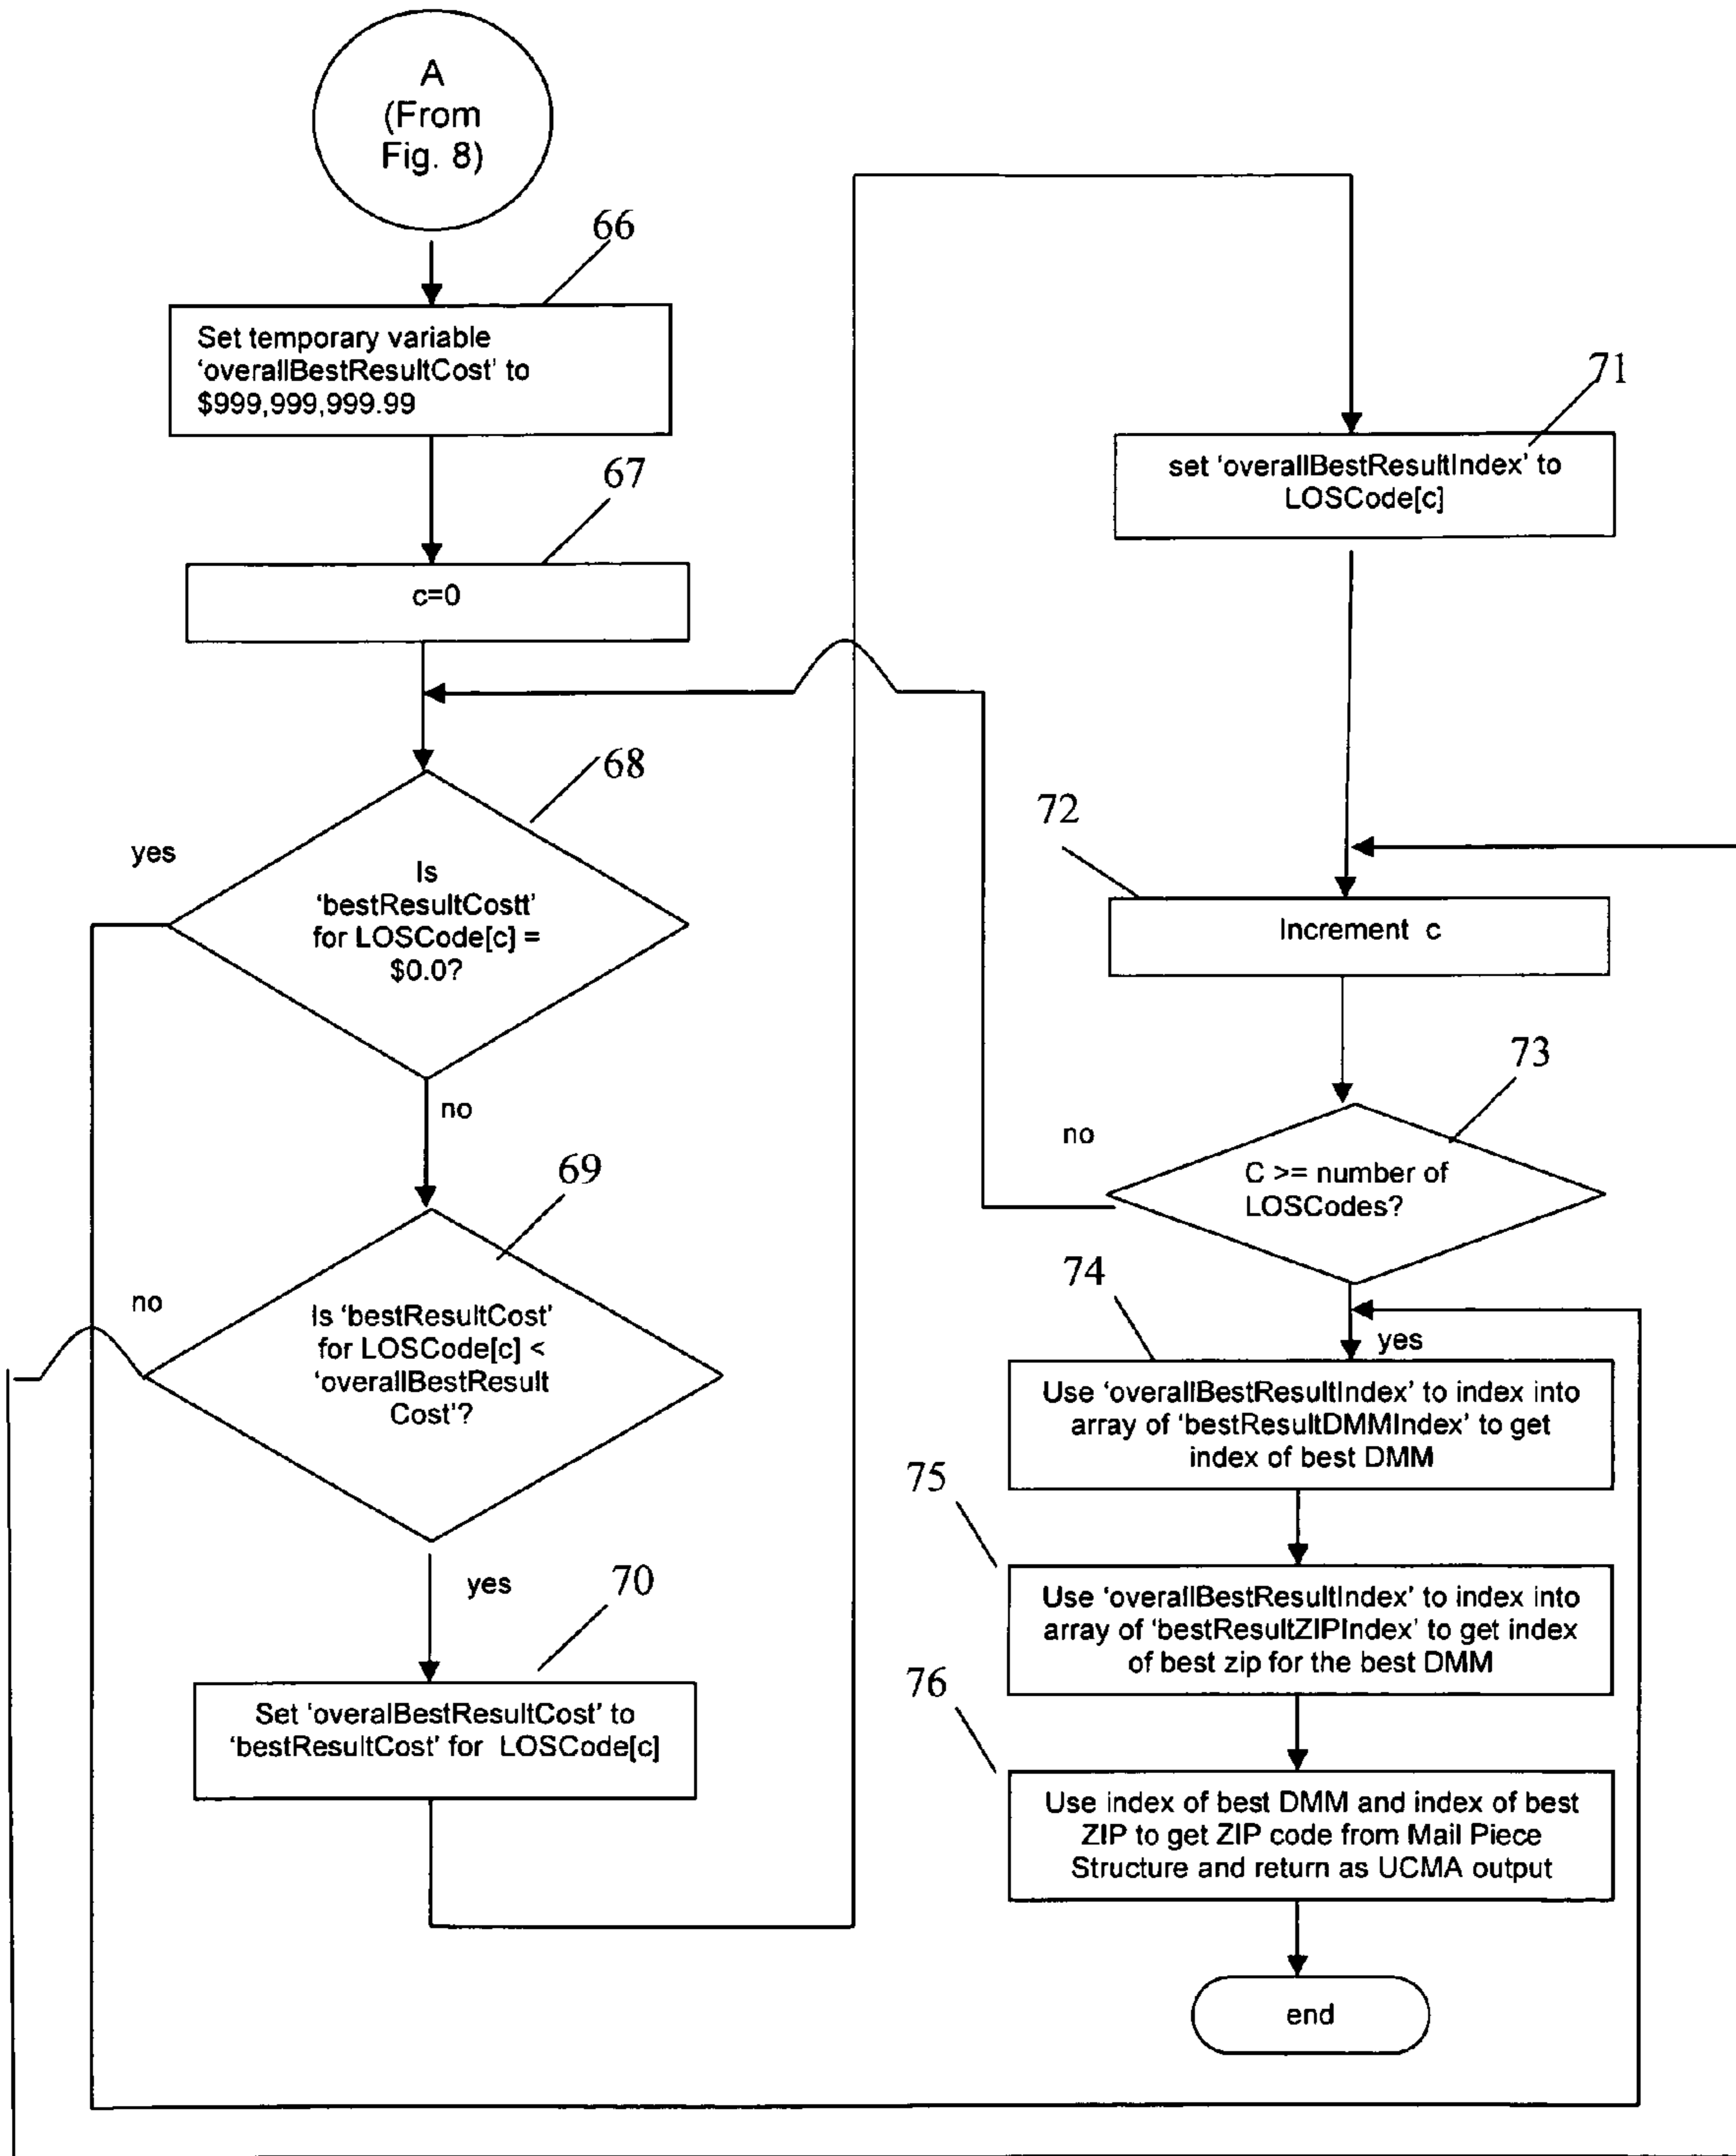 A
(From
Fig. 8)
66
Set temporary variable
‘overallBestResultCost’ to
$999,999,999.99
67
c=0
68
yes
Is
‘bestResultCostt’
for LOSCode[c] =
$0.0?
no
69
no
Is ‘bestResultCost’
for LOSCode[c] <
‘overallBestResult
Cost’?
yes
70
Set ‘overalBestResultCost’ to
‘bestResultCost’ for LOSCode[c]
71
set ‘overallBestResultIndex’ to
LOSCode[c]
72
Increment c
73
no
C >= number of
LOSCodes?
74
yes
Use ‘overallBestResultIndex’ to index into
array of ‘bestResultDMMIndex’ to get
index of best DMM
75
Use ‘overallBestResultIndex’ to index into
array of ‘bestResultZIPIndex’ to get index
of best zip for the best DMM
76
Use index of best DMM and index of best
ZIP to get ZIP code from Mail Piece
Structure and return as UCMA output
end